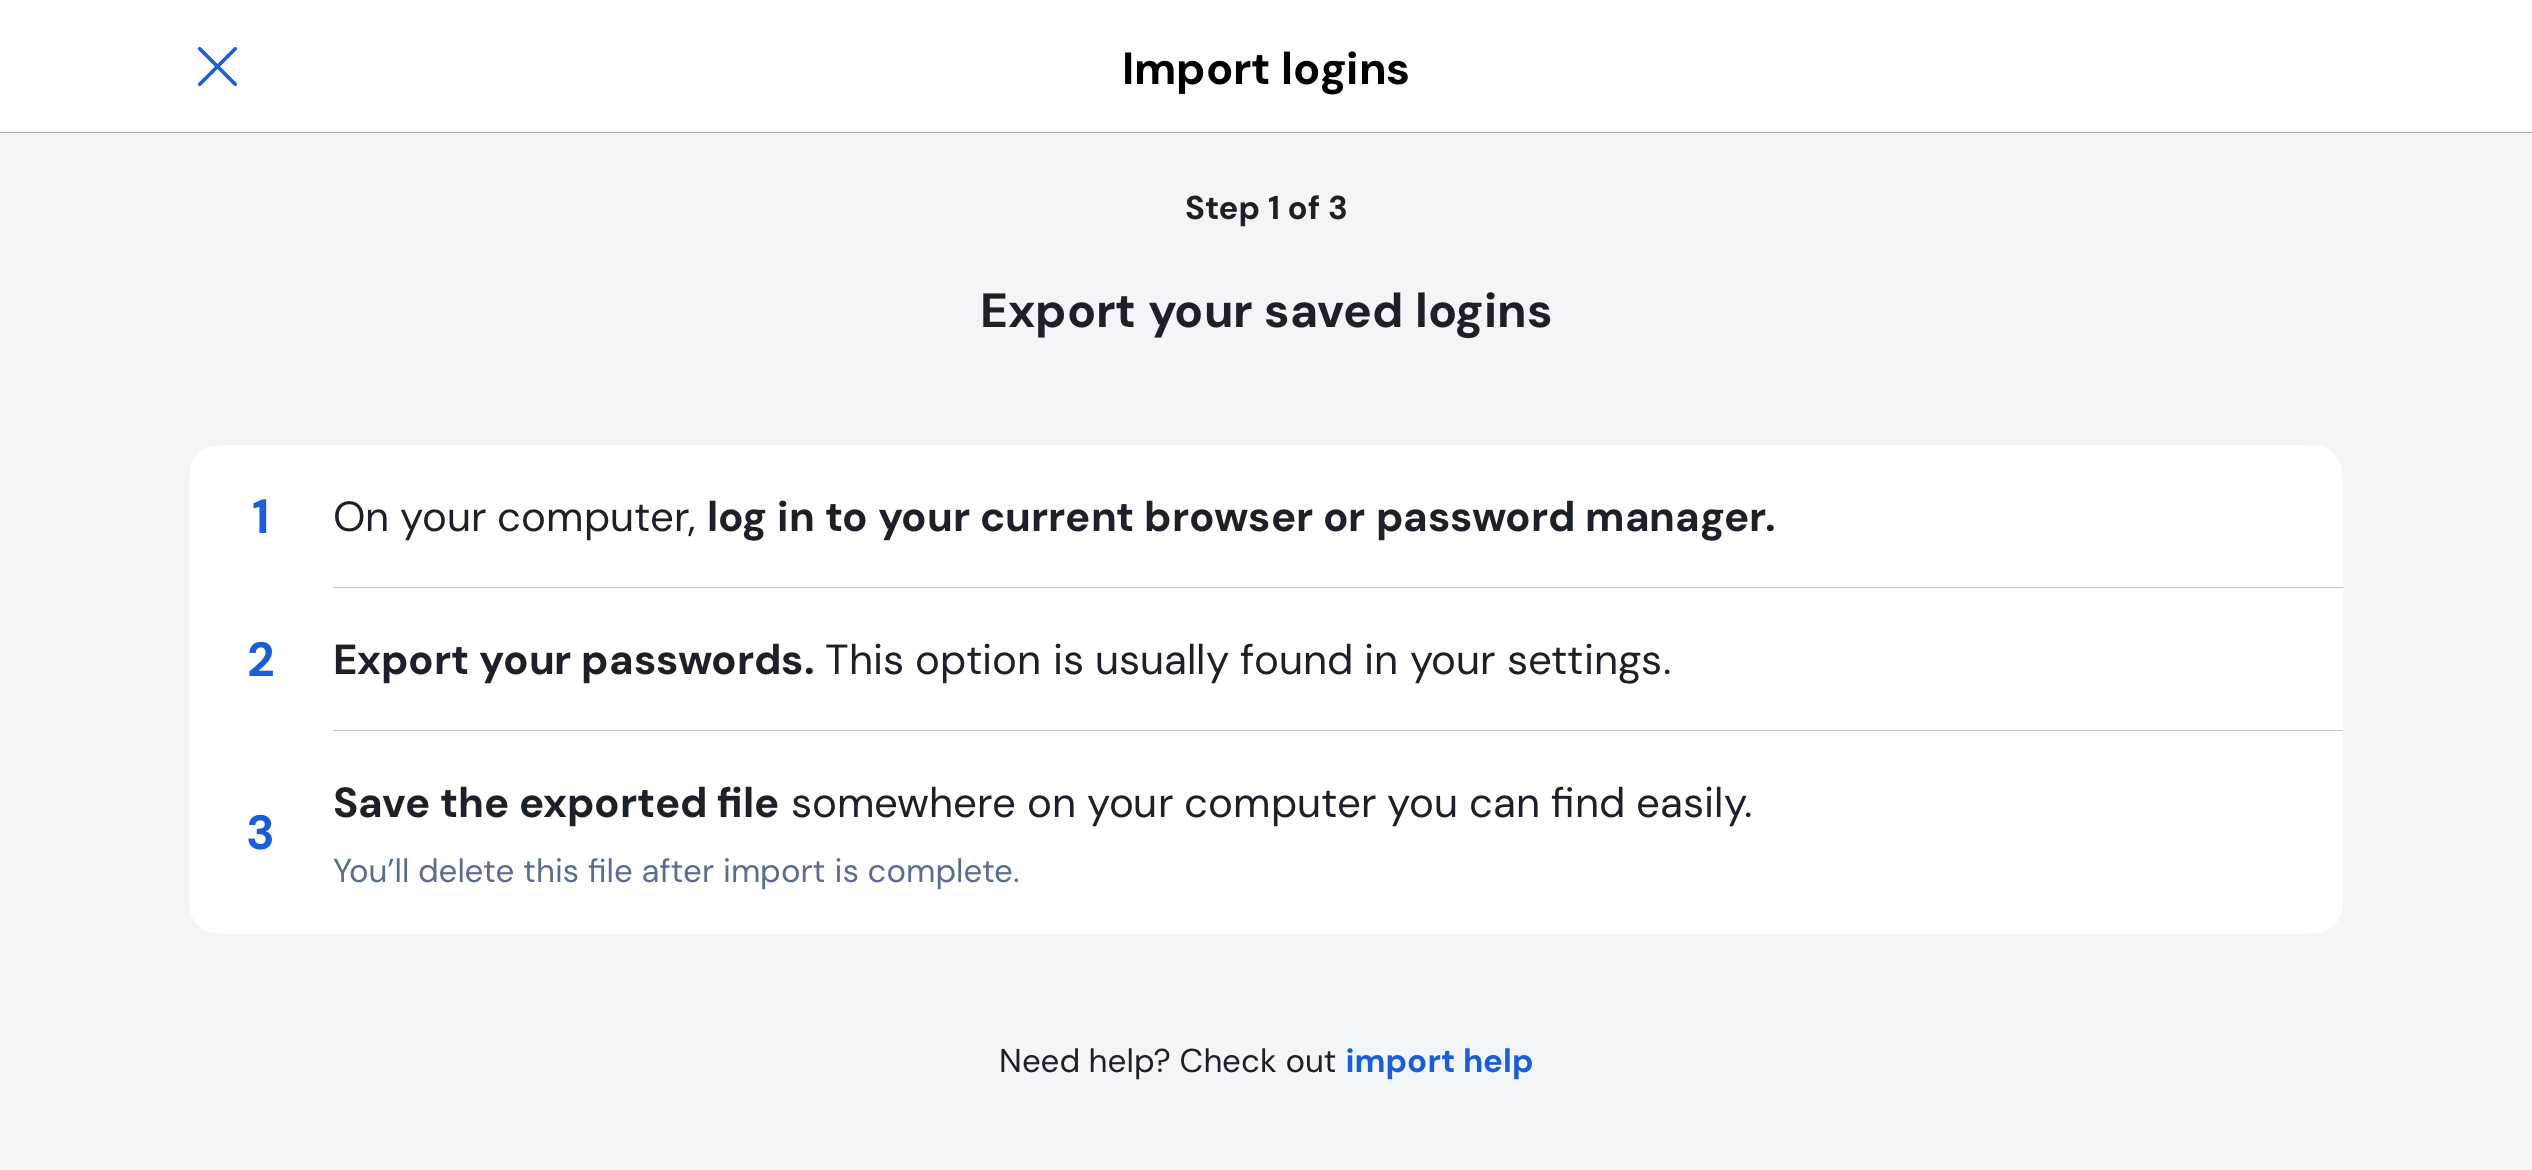 Import logins
Step 1 of 3
Export your saved logins
1 On your computer, log in to your current browser or password manager.
2 Export your passwords. This option is usually found in your settings.
3 Save the exported file somewhere on your computer you can find easily.
You’ll delete this file after import is complete.
Need help? Check out import help